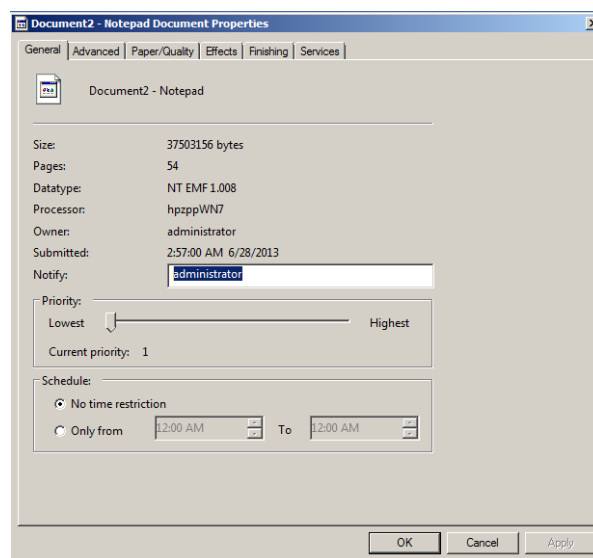 Document2 - Notepad Document Properties
General Advanced Paper/Quality Effects Finishing Services
Document2 - Notepad
Size: 37503156 bytes
Pages: 54
Datatype: NT EMF 1.008
Processor: hpzppWN7
Owner: administrator
Submitted: 2:57:00 AM 6/28/2013
Notify: administrator
Priority:
Lowest Highest
Current priority: 1
Schedule:
No time restriction
Only from 12:00 AM To 12:00 AM
OK Cancel Apply